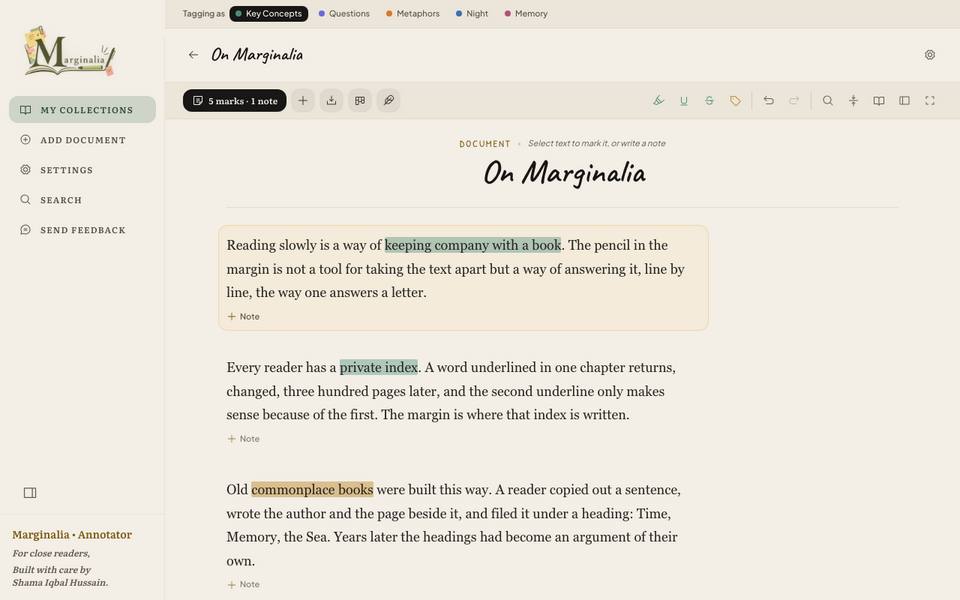 Marginalia
MY COLLECTIONS
ADD DOCUMENT
SETTINGS
SEARCH
SEND FEEDBACK
Marginalia • Annotator
For close readers,
Built with care by
Shama Iqbal Hussain.
Tagging as Key Concepts Questions Metaphors Night Memory
On Marginalia
5 marks · 1 note
DOCUMENT • Select text to mark it, or write a note
On Marginalia
Reading slowly is a way of keeping company with a book. The pencil in the
margin is not a tool for taking the text apart but a way of answering it, line by
line, the way one answers a letter.
+ Note
Every reader has a private index. A word underlined in one chapter returns,
changed, three hundred pages later, and the second underline only makes
sense because of the first. The margin is where that index is written.
+ Note
Old commonplace books were built this way. A reader copied out a sentence,
wrote the author and the page beside it, and filed it under a heading: Time,
Memory, the Sea. Years later the headings had become an argument of their
own.
+ Note